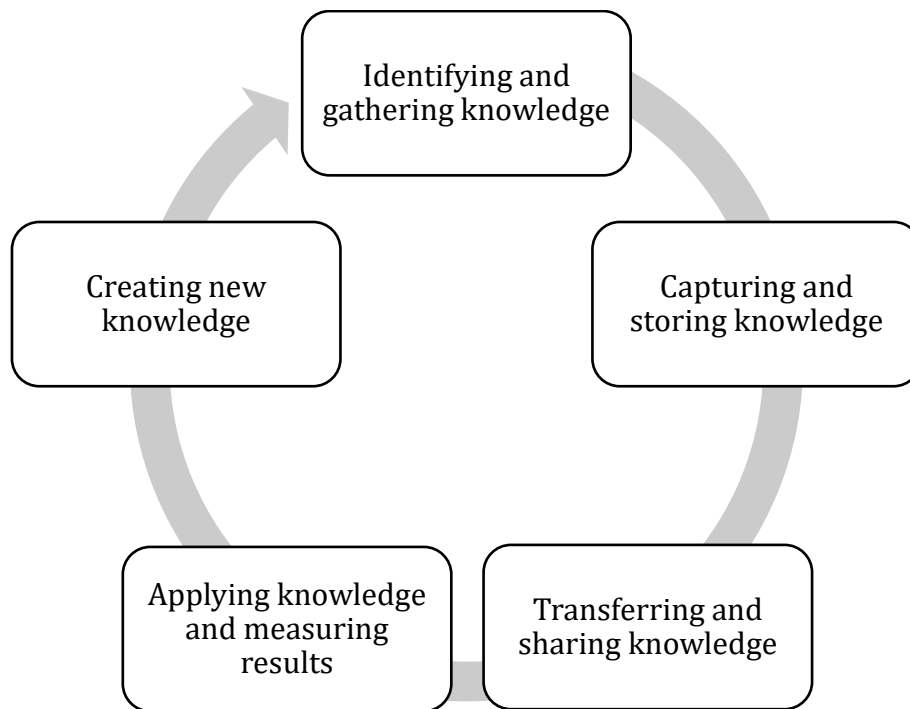 Identifying and
gathering knowledge
Capturing and
storing knowledge
Transferring and
sharing knowledge
Applying knowledge
and measuring
results
Creating new
knowledge